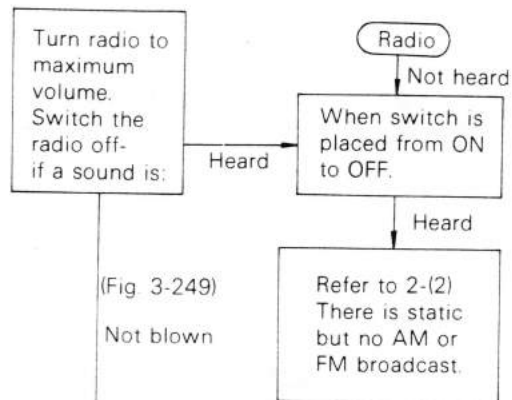 Turn radio to
maximum
volume.
Switch the
radio off-
if a sound is:
Heard
Radio
Not heard
When switch is
placed from ON
to OFF.
Heard
(Fig. 3-249)
Not blown
Refer to 2-(2)
There is static
but no AM or
FM broadcast.